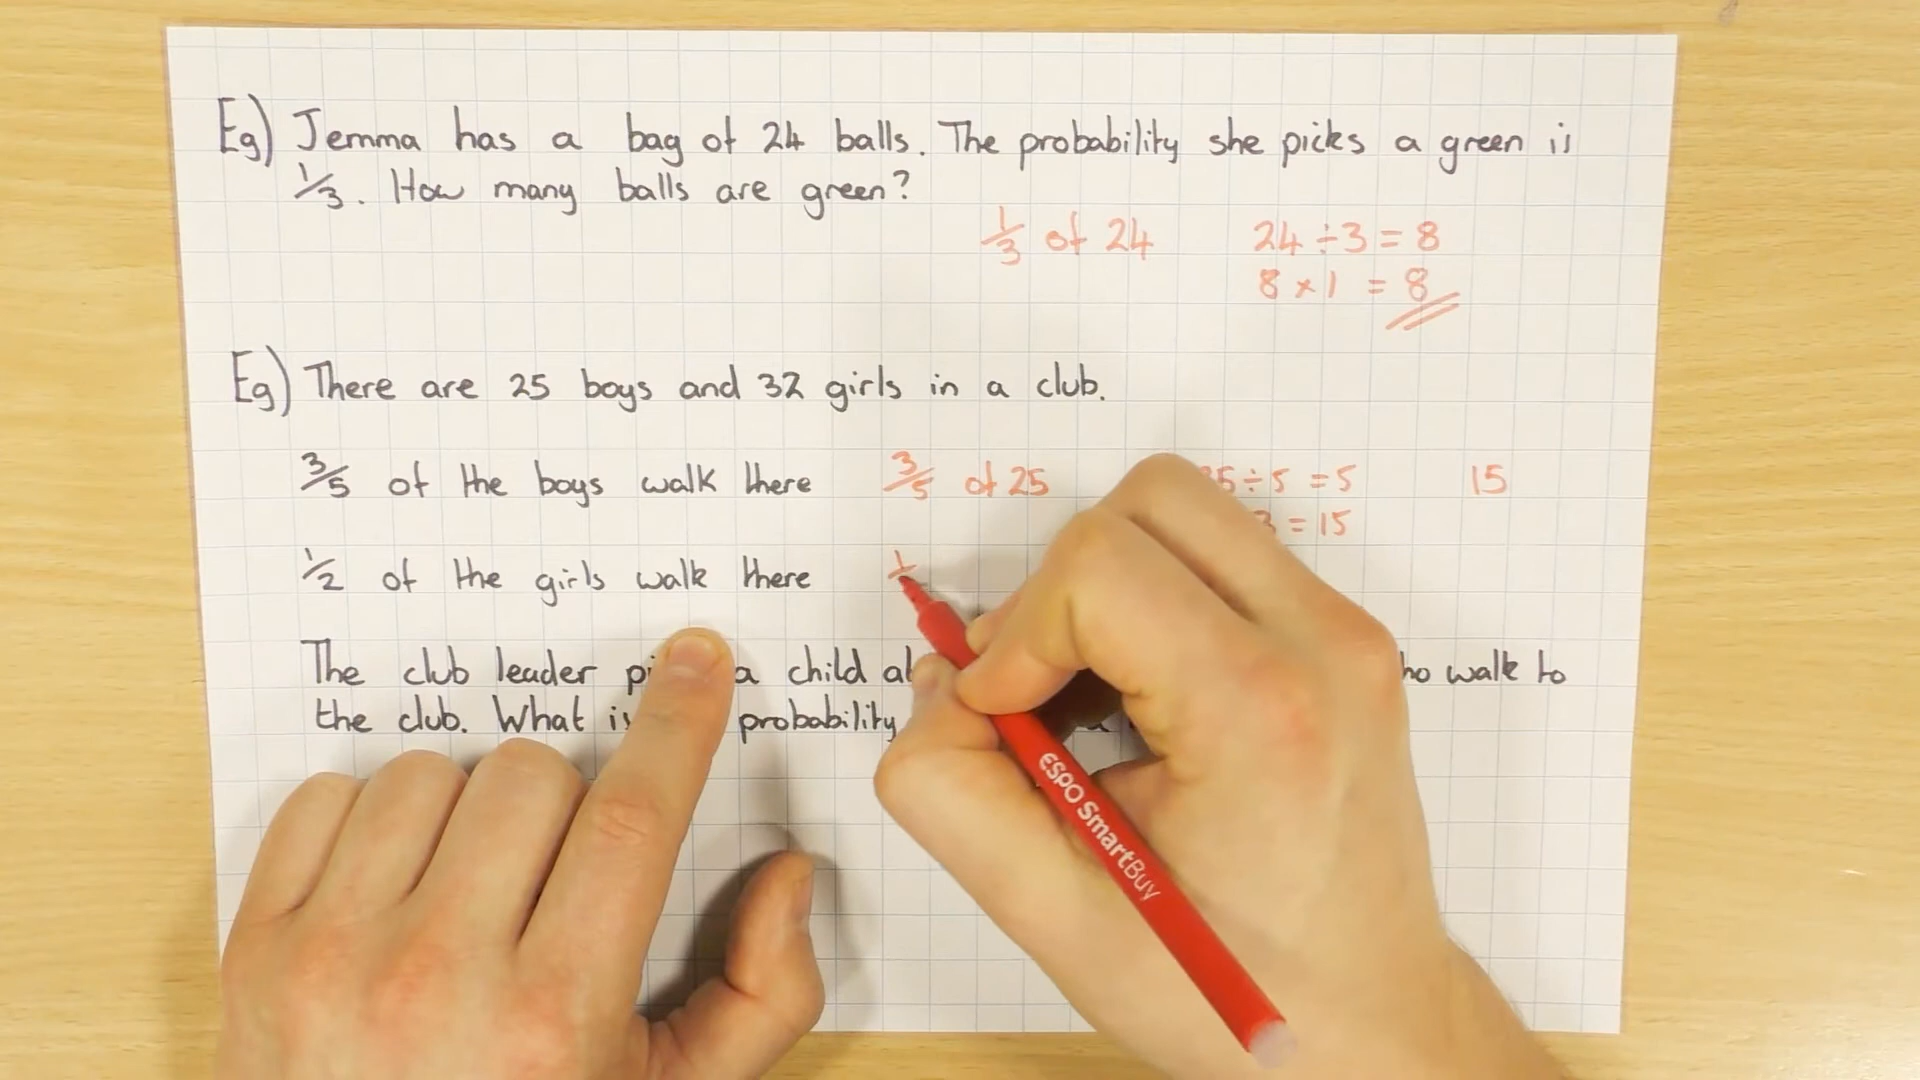 Eg) Jemma has a bag of 24 balls. The probability she picks a green is
1/3. How many balls are green?
1/3 of 24 24 ÷ 3 = 8
8 × 1 = 8
Eg) There are 25 boys and 32 girls in a club.
3/5 of the boys walk there 3/5 of 25 5 ÷ 5 = 5 15
3 = 15
1/2 of the girls walk there 1
The club leader a child walk to
the club. What probability
ESPO SmartBuy